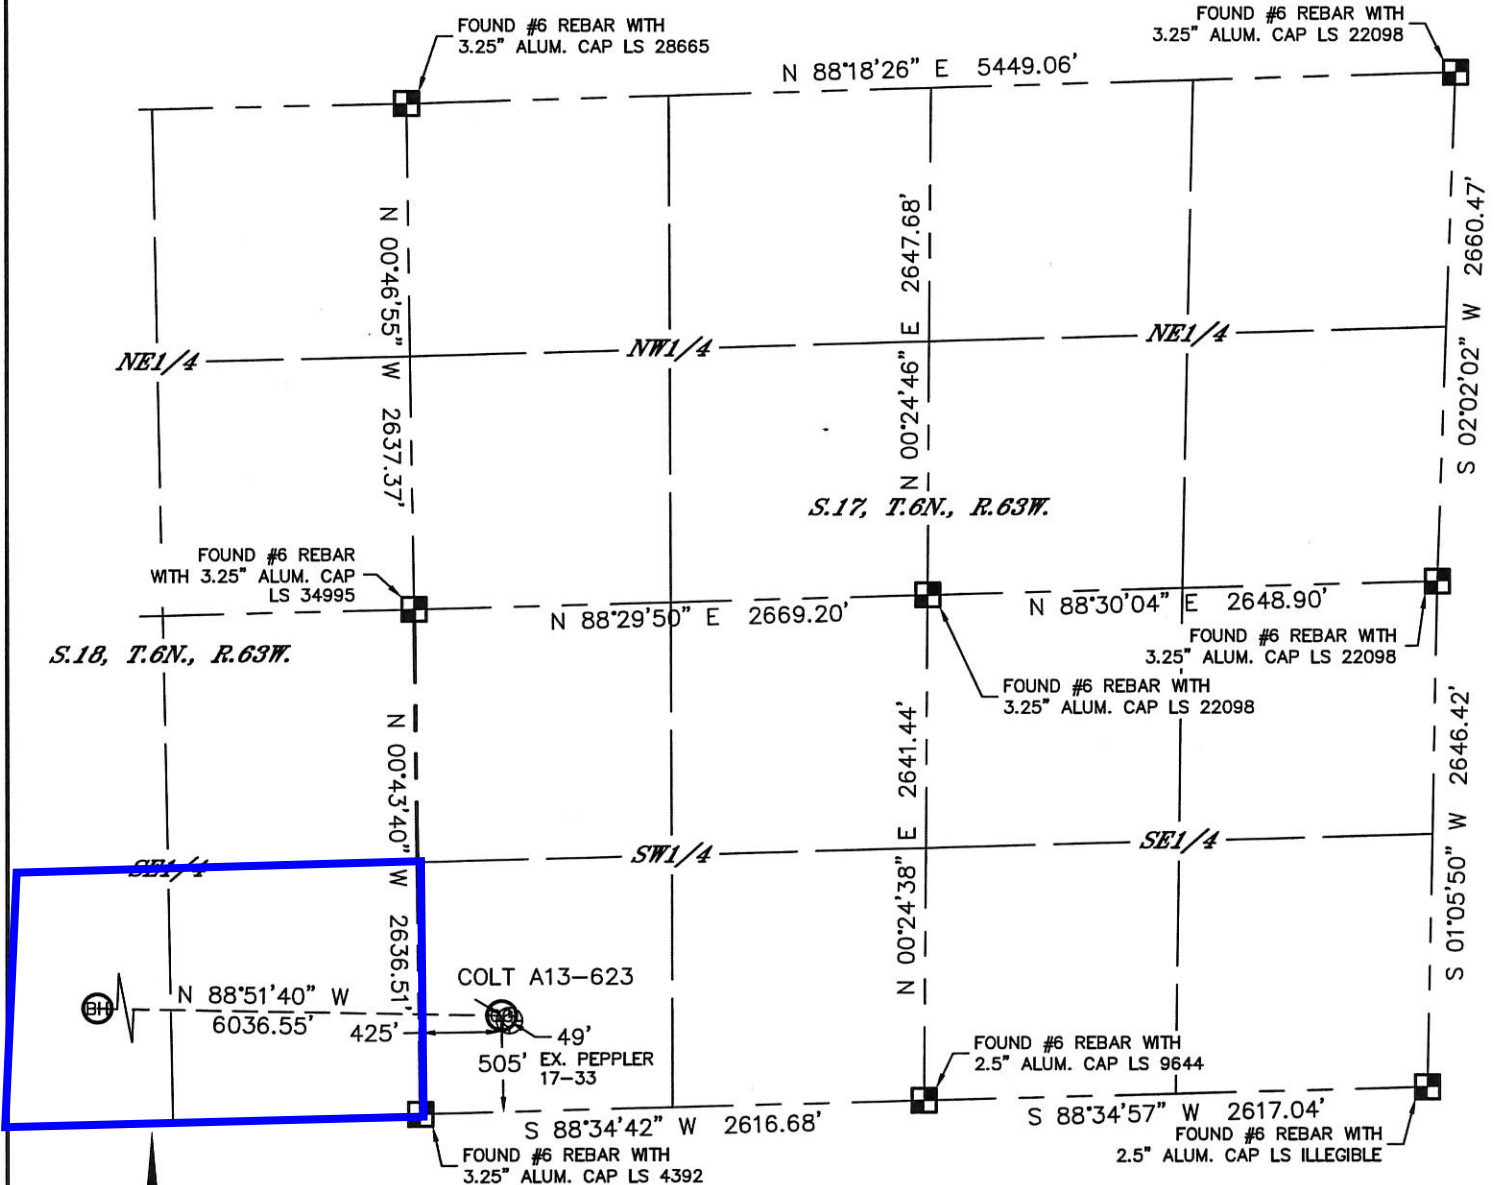 FOUND #6 REBAR WITH
3.25" ALUM. CAP LS 28665
FOUND #6 REBAR WITH
3.25" ALUM. CAP LS 22098
N 88°18'26" E 5449.06'
N 00°46'55" W 2637.37'
N 00°24'46" E 2647.68'
S 02°02'02" W 2660.47'
NE1/4
NW1/4
NE1/4
S.17, T.6N., R.63W.
FOUND #6 REBAR
WITH 3.25" ALUM. CAP
LS 34995
N 88°29'50" E 2669.20'
N 88°30'04" E 2648.90'
FOUND #6 REBAR WITH
3.25" ALUM. CAP LS 22098
S.18, T.6N., R.63W.
FOUND #6 REBAR WITH
3.25" ALUM. CAP LS 22098
N 00°43'40" W 2636.51'
N 00°24'38" E 2641.44'
S 01°05'50" W 2646.42'
SE1/4
SW1/4
SE1/4
COLT A13-623
BH
N 88°51'40" W
6036.55'
425'
49'
505'
EX. PEPPLER
17-33
FOUND #6 REBAR WITH
2.5" ALUM. CAP LS 9644
S 88°34'42" W 2616.68'
S 88°34'57" W 2617.04'
FOUND #6 REBAR WITH
2.5" ALUM. CAP LS ILLEGIBLE
FOUND #6 REBAR WITH
3.25" ALUM. CAP LS 4392